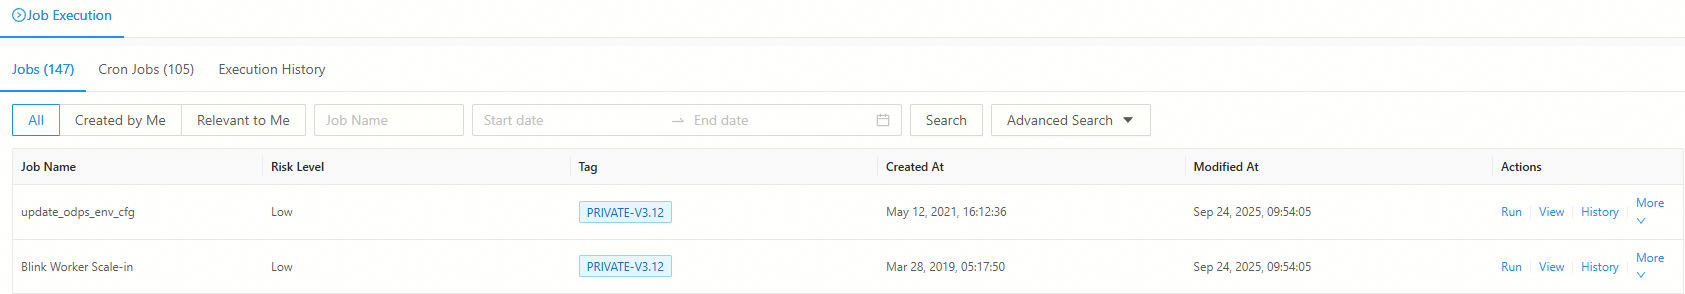 Job Execution
Jobs (147) Cron Jobs (105) Execution History
All Created by Me Relevant to Me Job Name Start date End date Search Advanced Search
Job Name Risk Level Tag Created At Modified At Actions
update_odps_env_cfg Low PRIVATE-V3.12 May 12, 2021, 16:12:36 Sep 24, 2025, 09:54:05 Run View History More
Blink Worker Scale-in Low PRIVATE-V3.12 Mar 28, 2019, 05:17:50 Sep 24, 2025, 09:54:05 Run View History More